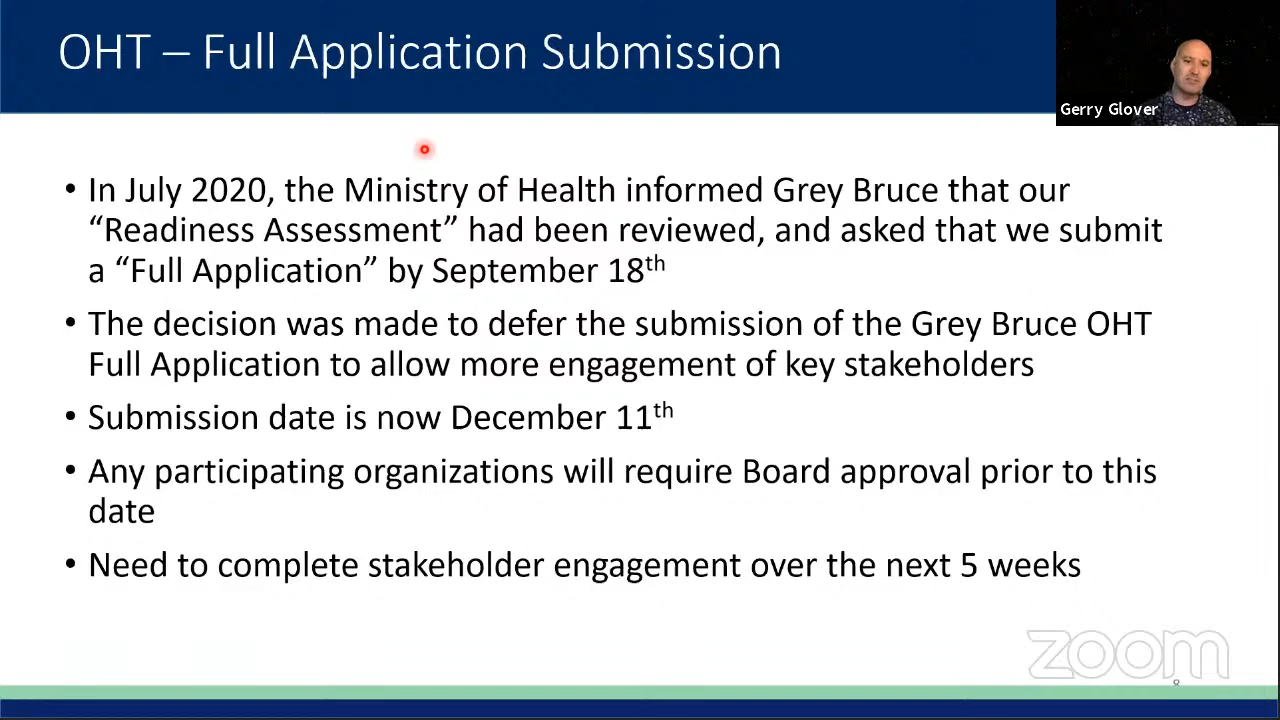 OHT – Full Application Submission
Gerry Glover
• In July 2020, the Ministry of Health informed Grey Bruce that our
“Readiness Assessment” had been reviewed, and asked that we submit
a “Full Application” by September 18th
• The decision was made to defer the submission of the Grey Bruce OHT
Full Application to allow more engagement of key stakeholders
• Submission date is now December 11th
• Any participating organizations will require Board approval prior to this
date
• Need to complete stakeholder engagement over the next 5 weeks
zoom
8